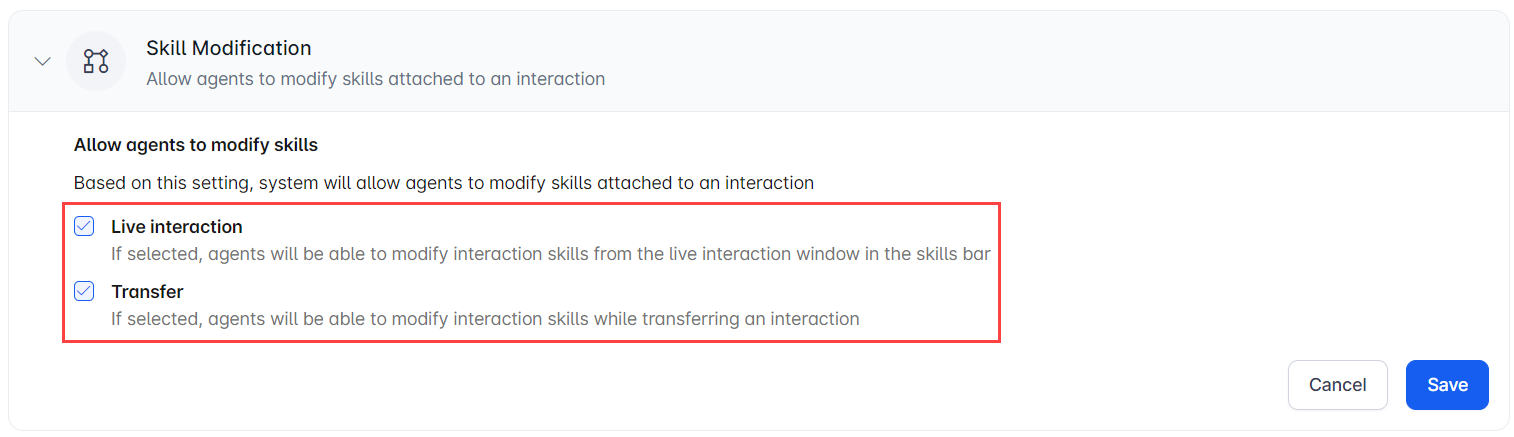 Skill Modification
Allow agents to modify skills attached to an interaction
Allow agents to modify skills
Based on this setting, system will allow agents to modify skills attached to an interaction
Live interaction
If selected, agents will be able to modify interaction skills from the live interaction window in the skills bar
Transfer
If selected, agents will be able to modify interaction skills while transferring an interaction
Cancel Save